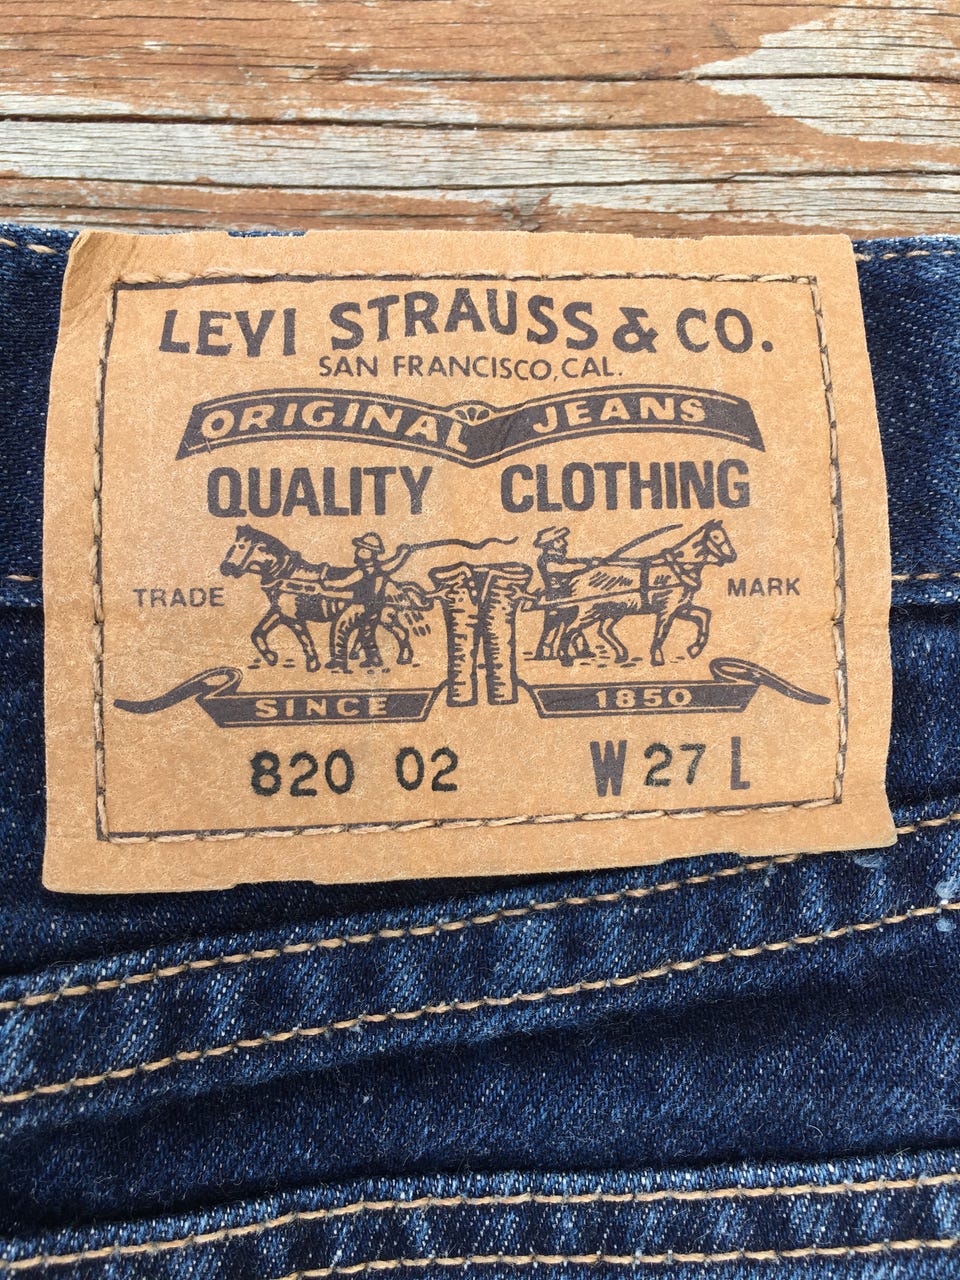 LEVI STRAUSS & CO.
SAN FRANCISCO, CAL.
ORIGINAL JEANS
QUALITY CLOTHING
TRADE MARK
SINCE 1850
820 02 W 27 L